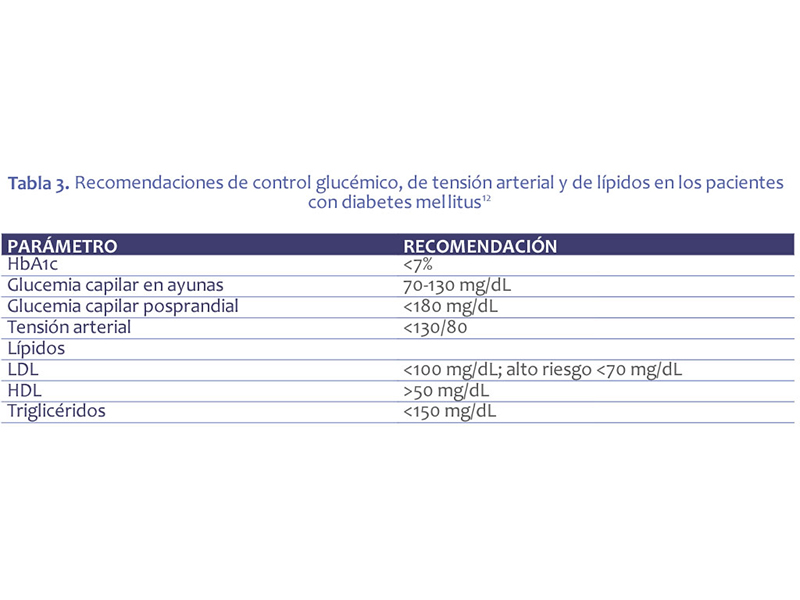 Tabla 3. Recomendaciones de control glucémico, de tensión arterial y de lípidos en los pacientes
con diabetes mellitus12
PARÁMETRO RECOMENDACIÓN
HbA1c <7%
Glucemia capilar en ayunas 70-130 mg/dL
Glucemia capilar posprandial <180 mg/dL
Tensión arterial <130/80
Lípidos
LDL <100 mg/dL; alto riesgo <70 mg/dL
HDL >50 mg/dL
Triglicéridos <150 mg/dL